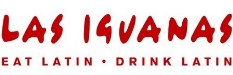 LAS IGUANAS
EAT LATIN • DRINK LATIN